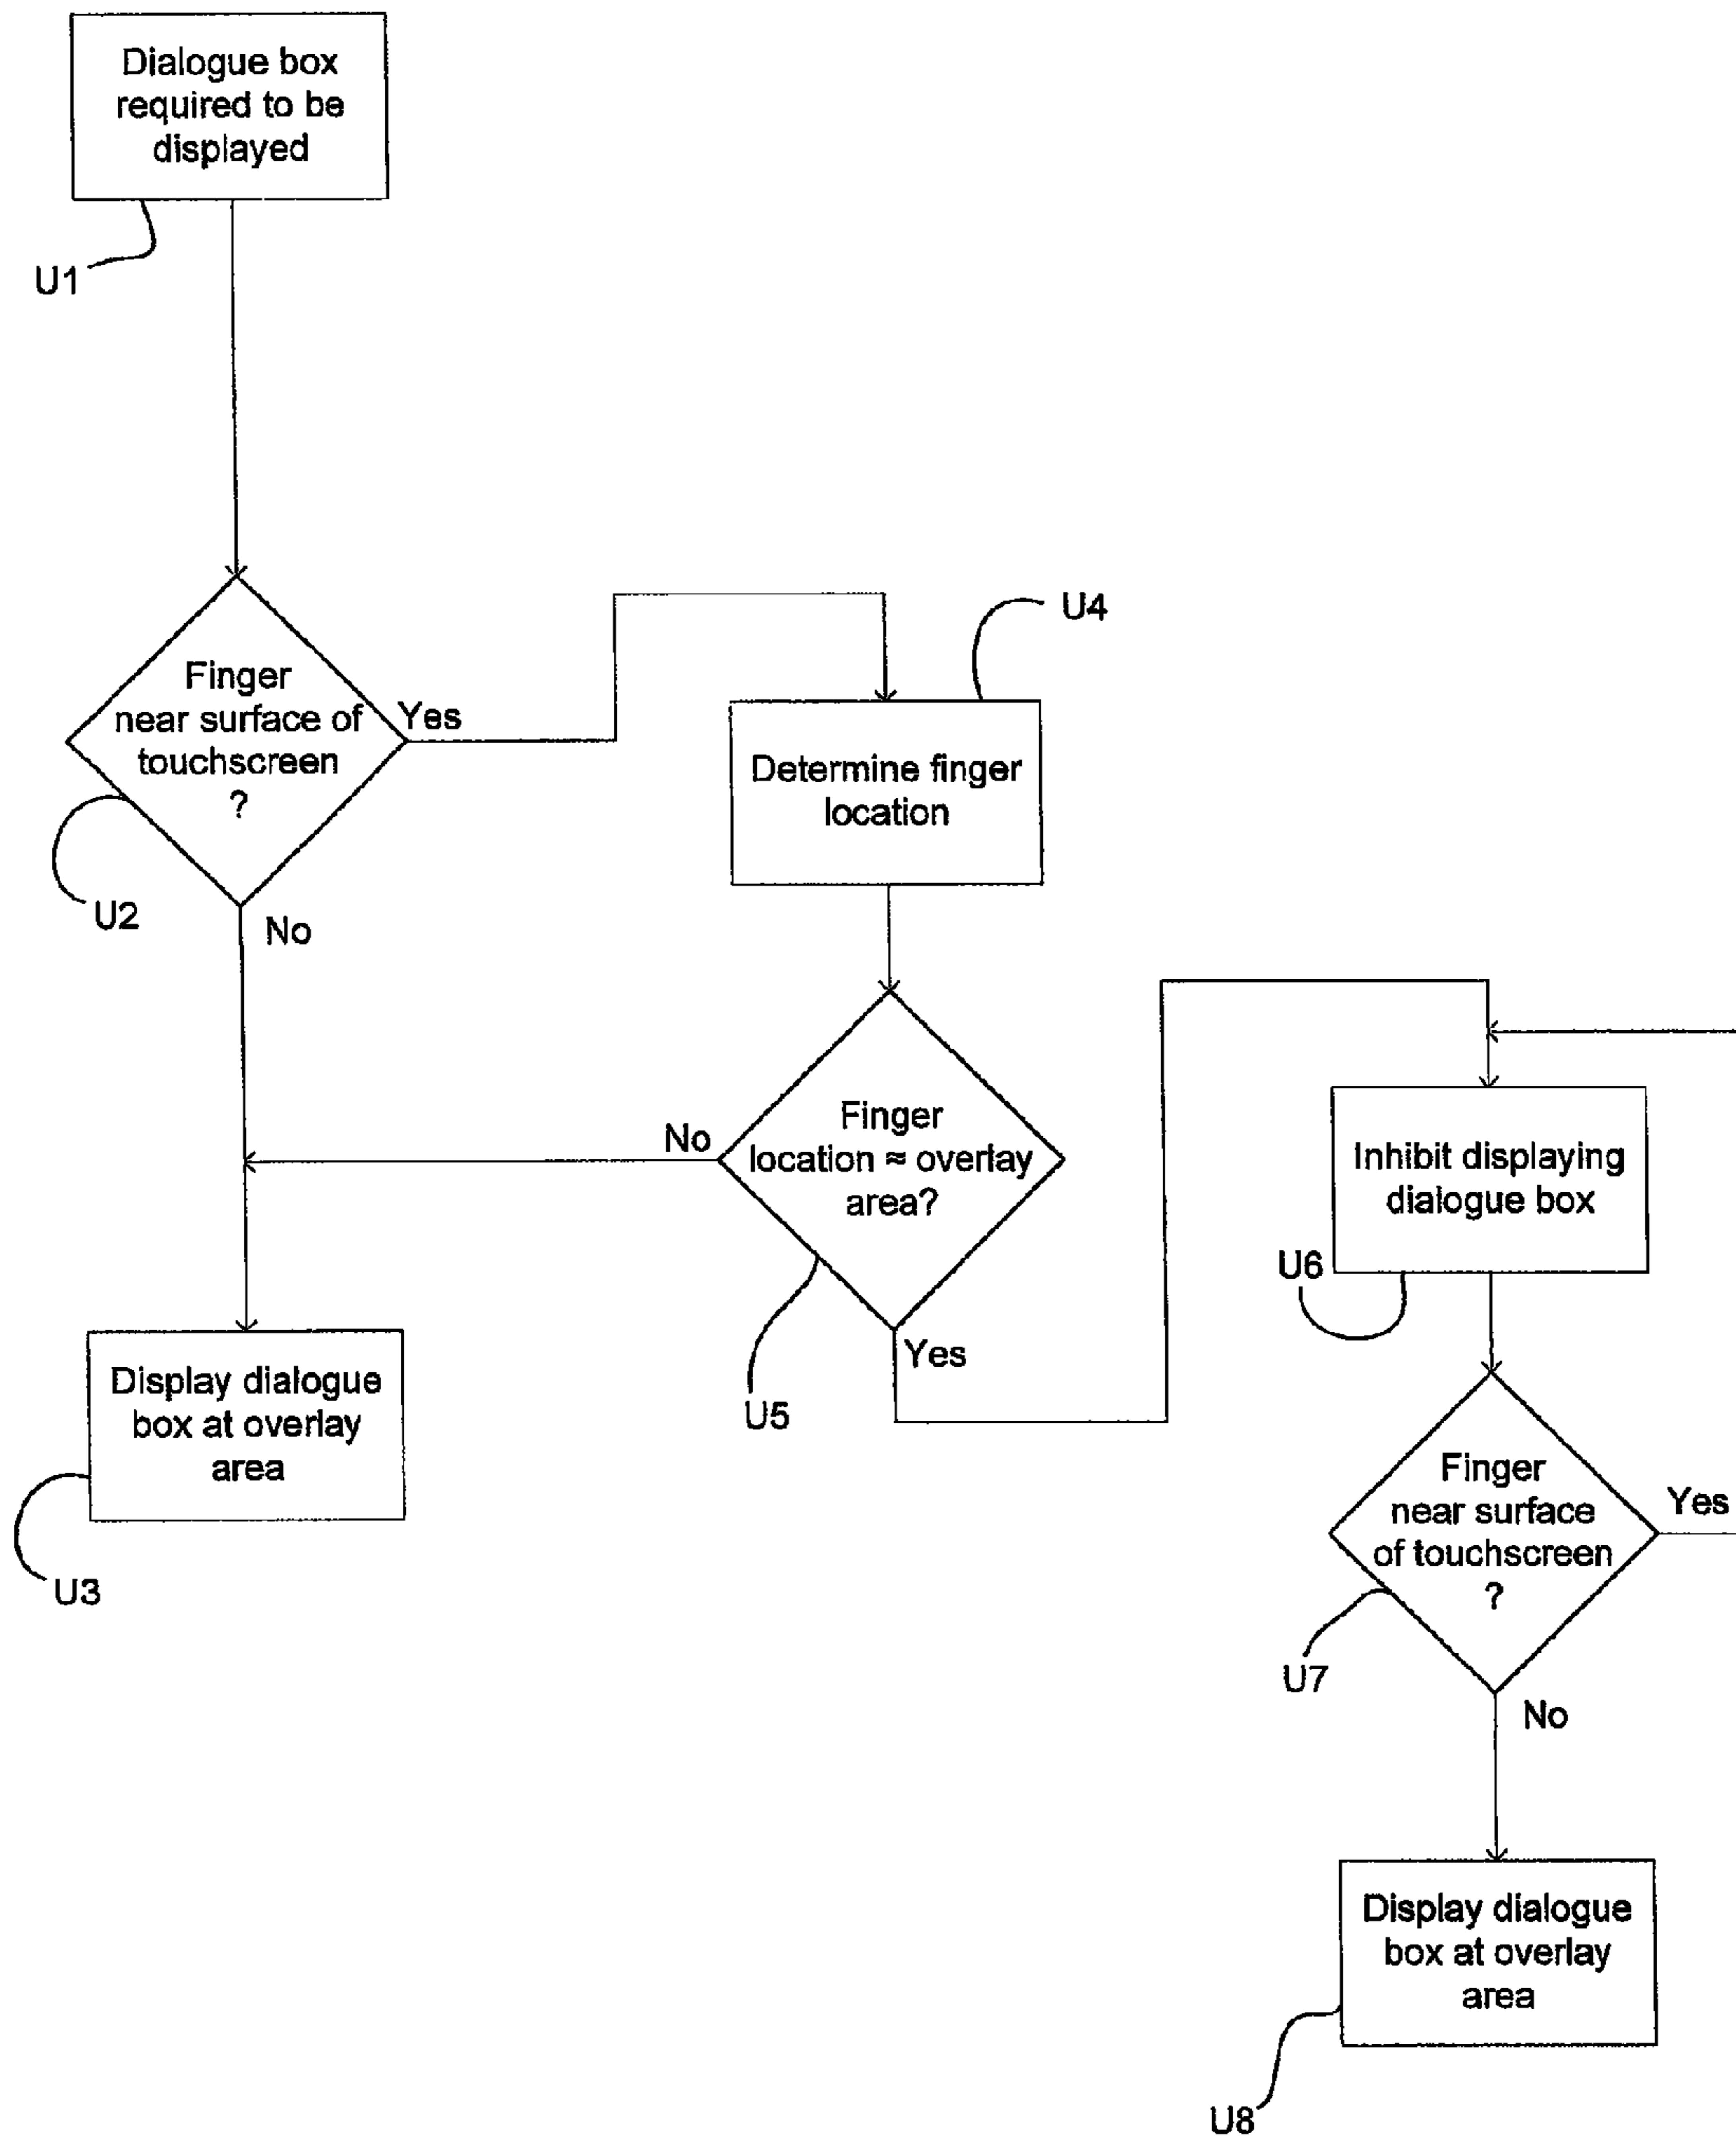 Dialogue box
required to be
displayed
U1
Finger
near surface of
touchscreen
?
Yes
No
U2
U4
Determine finger
location
Finger
location ≈ overlay
area?
No
Yes
U5
Display dialogue
box at overlay
area
U3
Inhibit displaying
dialogue box
U6
Finger
near surface
of touchscreen
?
Yes
U7
No
Display dialogue
box at overlay
area
U8